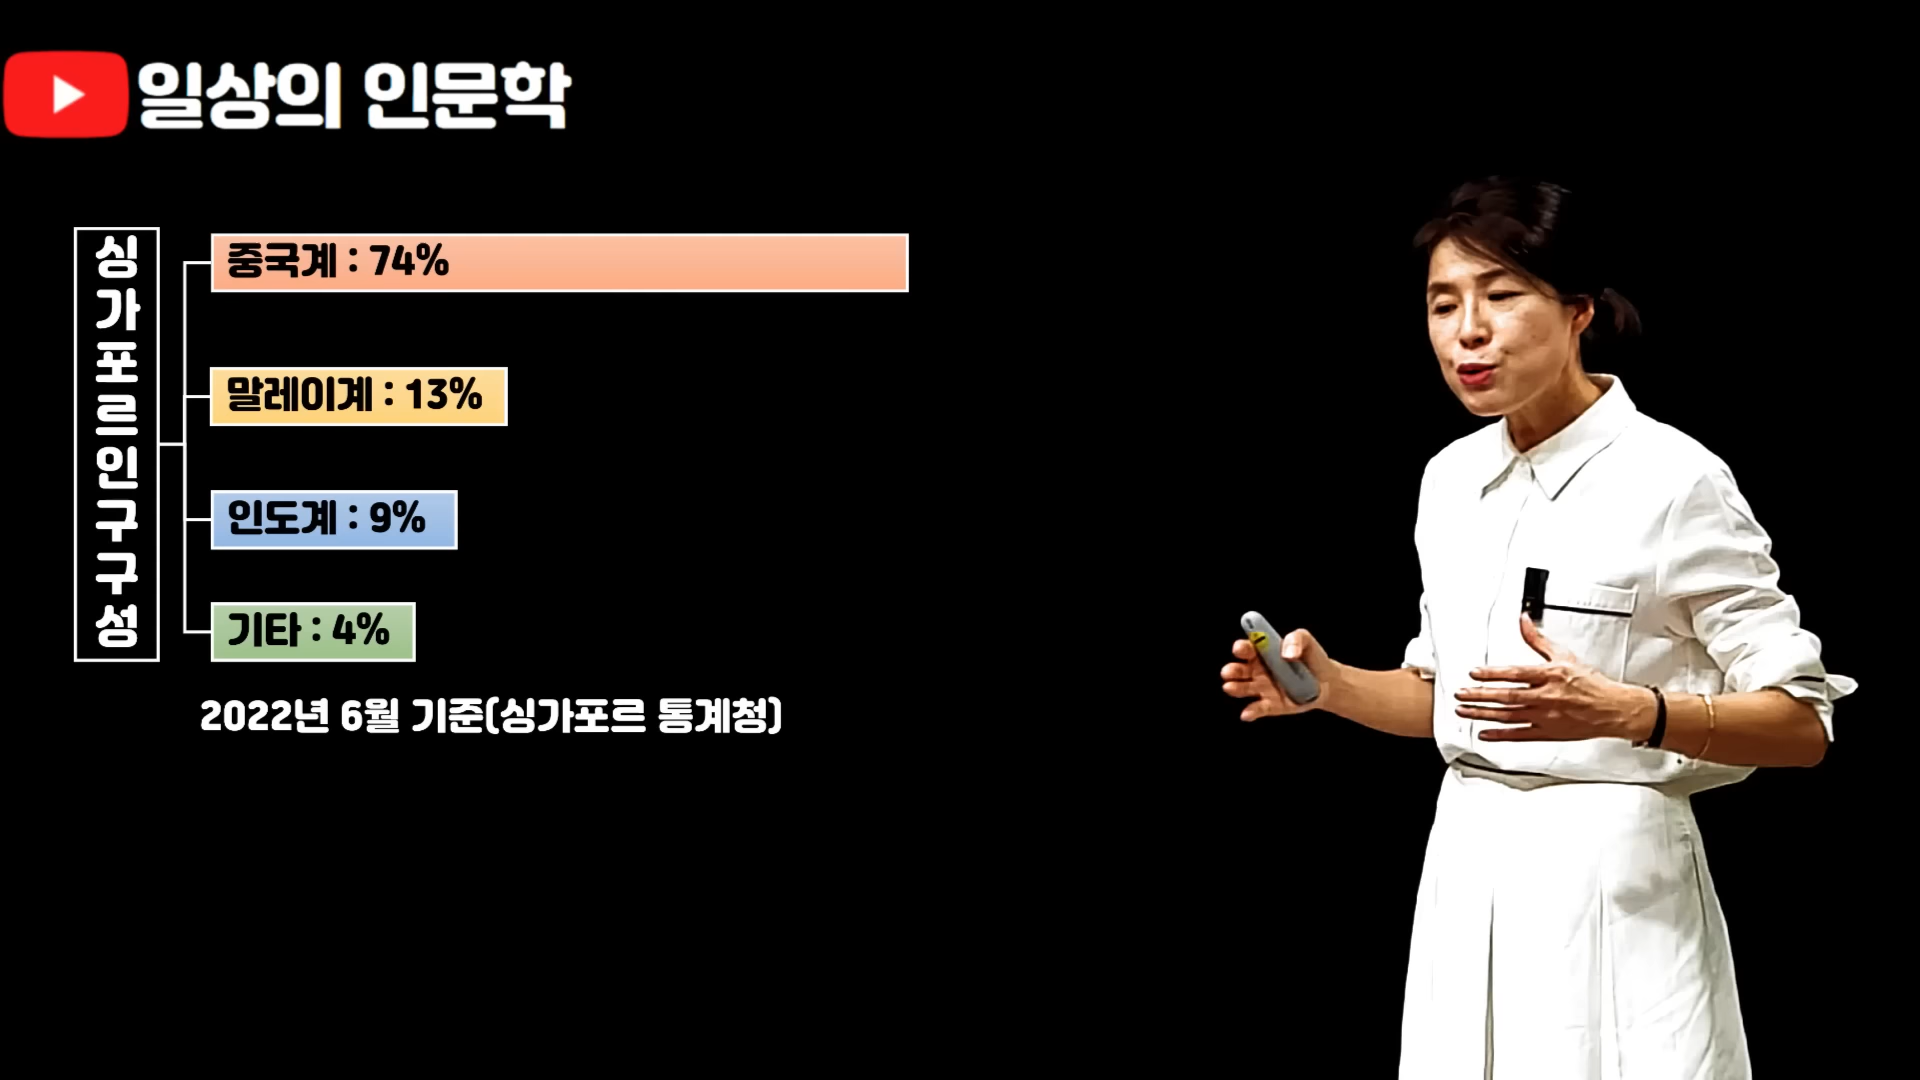 일상의 인문학
싱가포르인구구성
중국계 : 74%
말레이계 : 13%
인도계 : 9%
기타 : 4%
2022년 6월 기준(싱가포르 통계청)